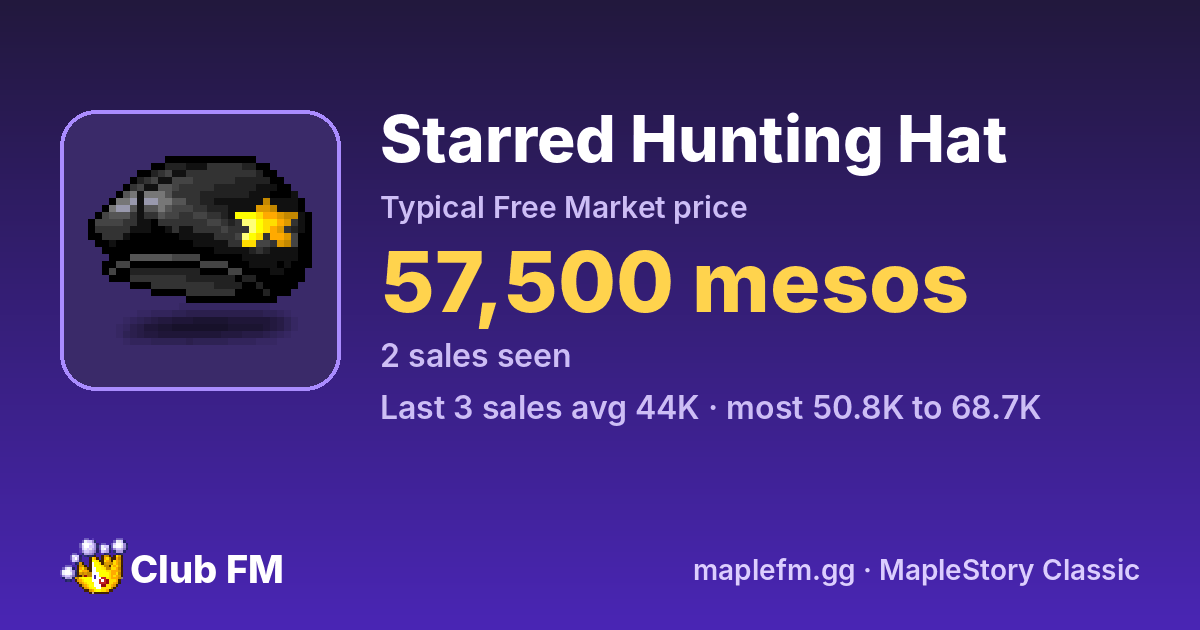 Starred Hunting Hat
Typical Free Market price
57,500 mesos
2 sales seen
Last 3 sales avg 44K · most 50.8K to 68.7K
Club FM
maplefm.gg · MapleStory Classic